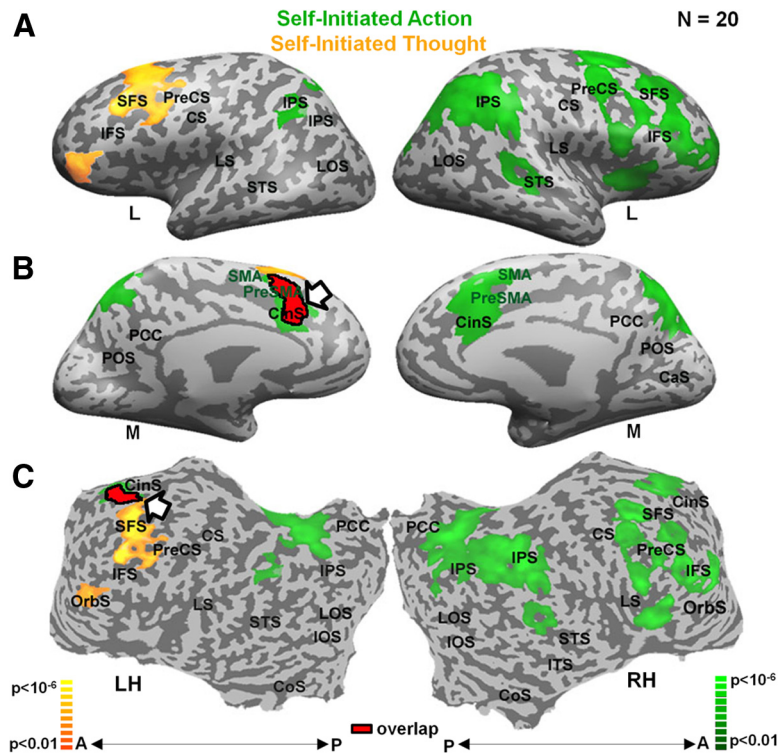 A
Self-Initiated Action
Self-Initiated Thought
N = 20
SFS
PreCS
CS
IFS
IPS
IPS
LS
LOS
STS
L
IPS
PreCS
SFS
CS
IFS
LOS
LS
STS
L
B
SMA
PreSMA
CinS
PCC
POS
M
SMA
PreSMA
CinS
PCC
POS
CaS
M
C
CinS
SFS
CS
PreCS
IFS
OrbS
PCC
IPS
LS
STS
LOS
IOS
CoS
LH
PCC
IPS
IPS
CinS
SFS
CS
PreCS
IFS
LS
OrbS
LOS
IOS
STS
ITS
CoS
RH
p<10-6
p<0.01
A
P
overlap
P
A
p<10-6
p<0.01